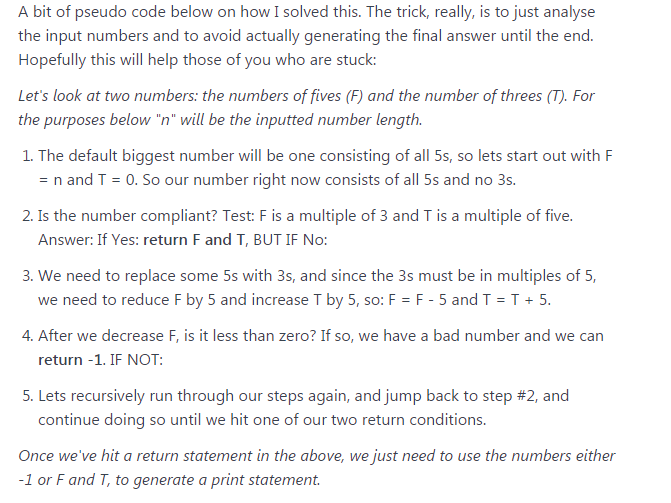 A bit of pseudo code below on how I solved this. The trick, really, is to just analyse
the input numbers and to avoid actually generating the final answer until the end.
Hopefully this will help those of you who are stuck:
Let's look at two numbers: the numbers of fives (F) and the number of threes (T). For
the purposes below "n" will be the inputted number length.
1. The default biggest number will be one consisting of all 5s, so lets start out with F
= n and T = 0. So our number right now consists of all 5s and no 3s.
2. Is the number compliant? Test: F is a multiple of 3 and T is a multiple of five.
Answer: If Yes: return F and T, BUT IF No:
3. We need to replace some 5s with 3s, and since the 3s must be in multiples of 5,
we need to reduce F by 5 and increase T by 5, so: F = F - 5 and T = T + 5.
4. After we decrease F, is it less than zero? If so, we have a bad number and we can
return -1. IF NOT:
5. Lets recursively run through our steps again, and jump back to step #2, and
continue doing so until we hit one of our two return conditions.
Once we've hit a return statement in the above, we just need to use the numbers either
-1 or F and T, to generate a print statement.